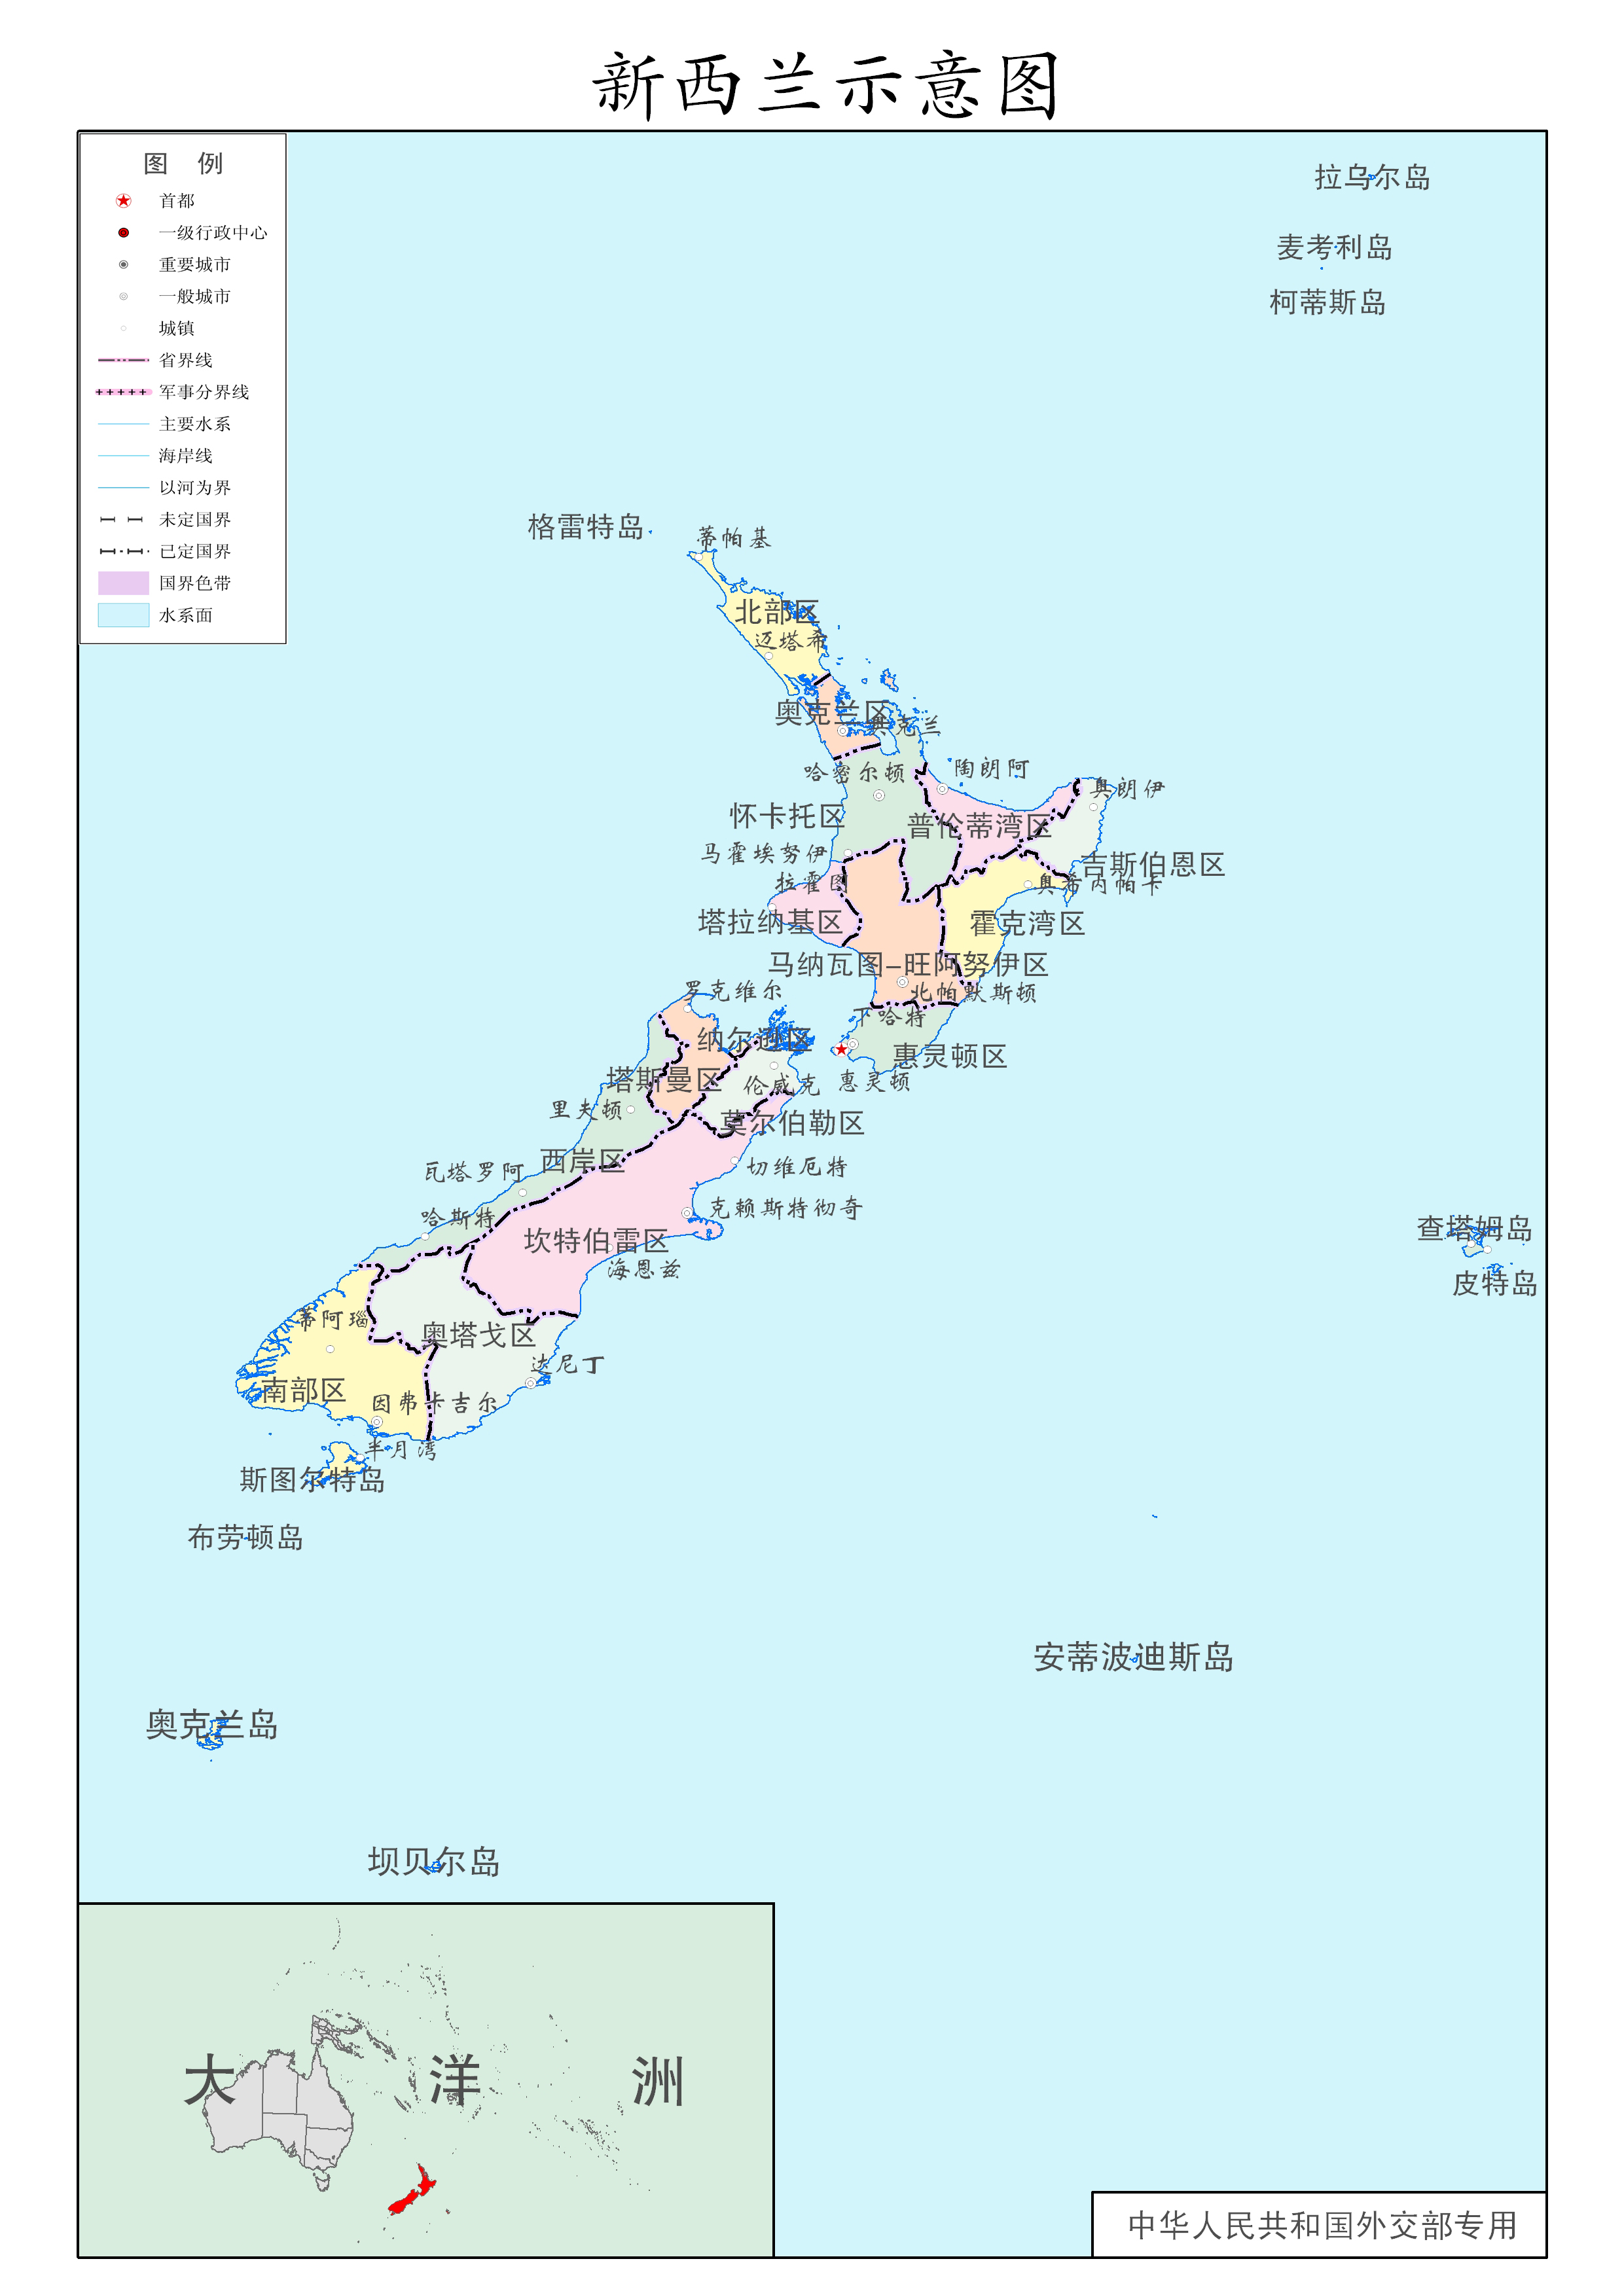 新西兰示意图
图 例
首都
一级行政中心
重要城市
一般城市
城镇
省界线
军事分界线
主要水系
海岸线
以河为界
未定国界
已定国界
国界色带
水系面
拉乌尔岛
麦考利岛
柯蒂斯岛
格雷特岛
蒂帕基
北部区
迈塔希
奥克兰区
奥克兰
哈密尔顿
陶朗阿
奥朗伊
怀卡托区
普伦蒂湾区
马霍埃努伊
吉斯伯恩区
拉霍图
奥希内帕卡
塔拉纳基区
霍克湾区
马纳瓦图-旺阿努伊区
罗克维尔
北帕默斯顿
下哈特
纳尔逊区
惠灵顿区
塔斯曼区
伦威克
惠灵顿
里夫顿
莫尔伯勒区
西岸区
切维厄特
瓦塔罗阿
克赖斯特彻奇
哈斯特
坎特伯雷区
查塔姆岛
海恩兹
皮特岛
蒂阿瑙
奥塔戈区
达尼丁
南部区
因弗卡吉尔
半月湾
斯图尔特岛
布劳顿岛
安蒂波迪斯岛
奥克兰岛
坝贝尔岛
大 洋 洲
中华人民共和国外交部专用